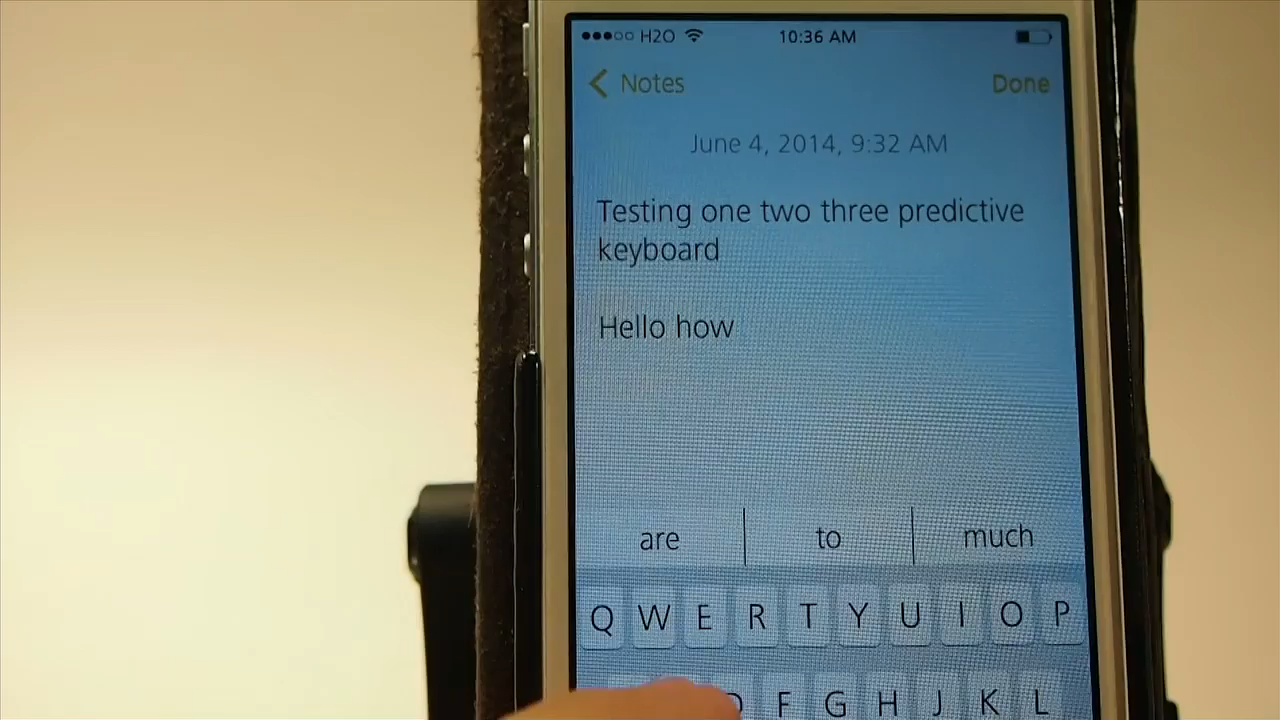 H2O 10:36 AM
Notes Done
June 4, 2014, 9:32 AM
Testing one two three predictive
keyboard
Hello how
are to much
Q W E R T Y U I O P
F G H J K L